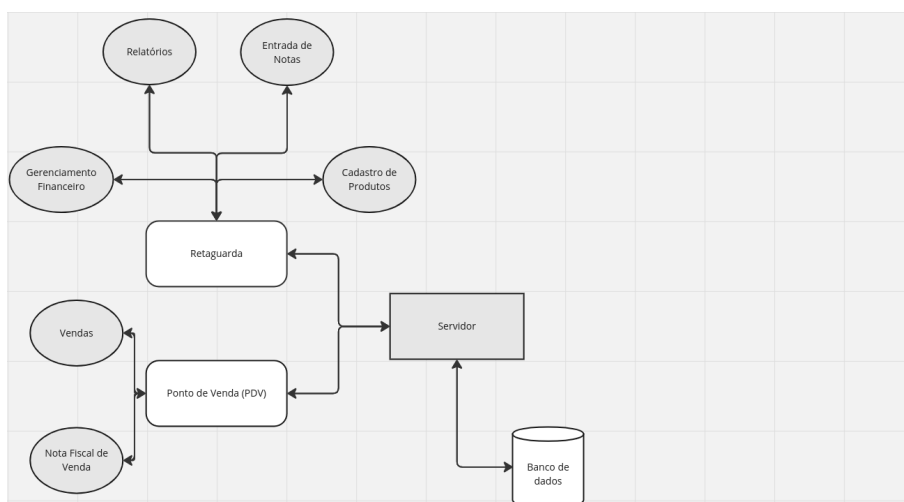 Relatórios
Entrada de
Notas
Gerenciamento
Financeiro
Cadastro de
Produtos
Retaguarda
Vendas
Servidor
Ponto de Venda (PDV)
Nota Fiscal de
Venda
Banco de
dados